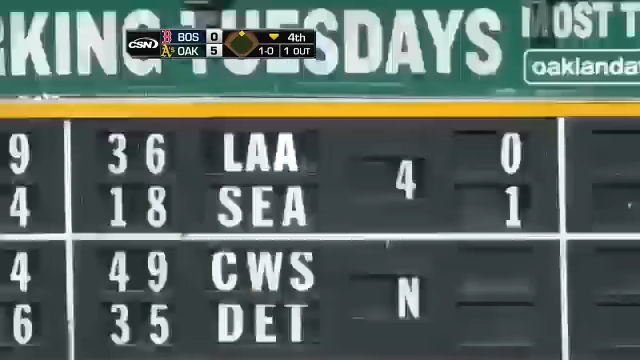 RKING TUESDAYS MOST T
oaklanda
CSN BOS 0 4th
A's OAK 5 1-0 1 OUT
9 36 LAA 4 0
4 18 SEA 1
4 49 CWS N
6 35 DET